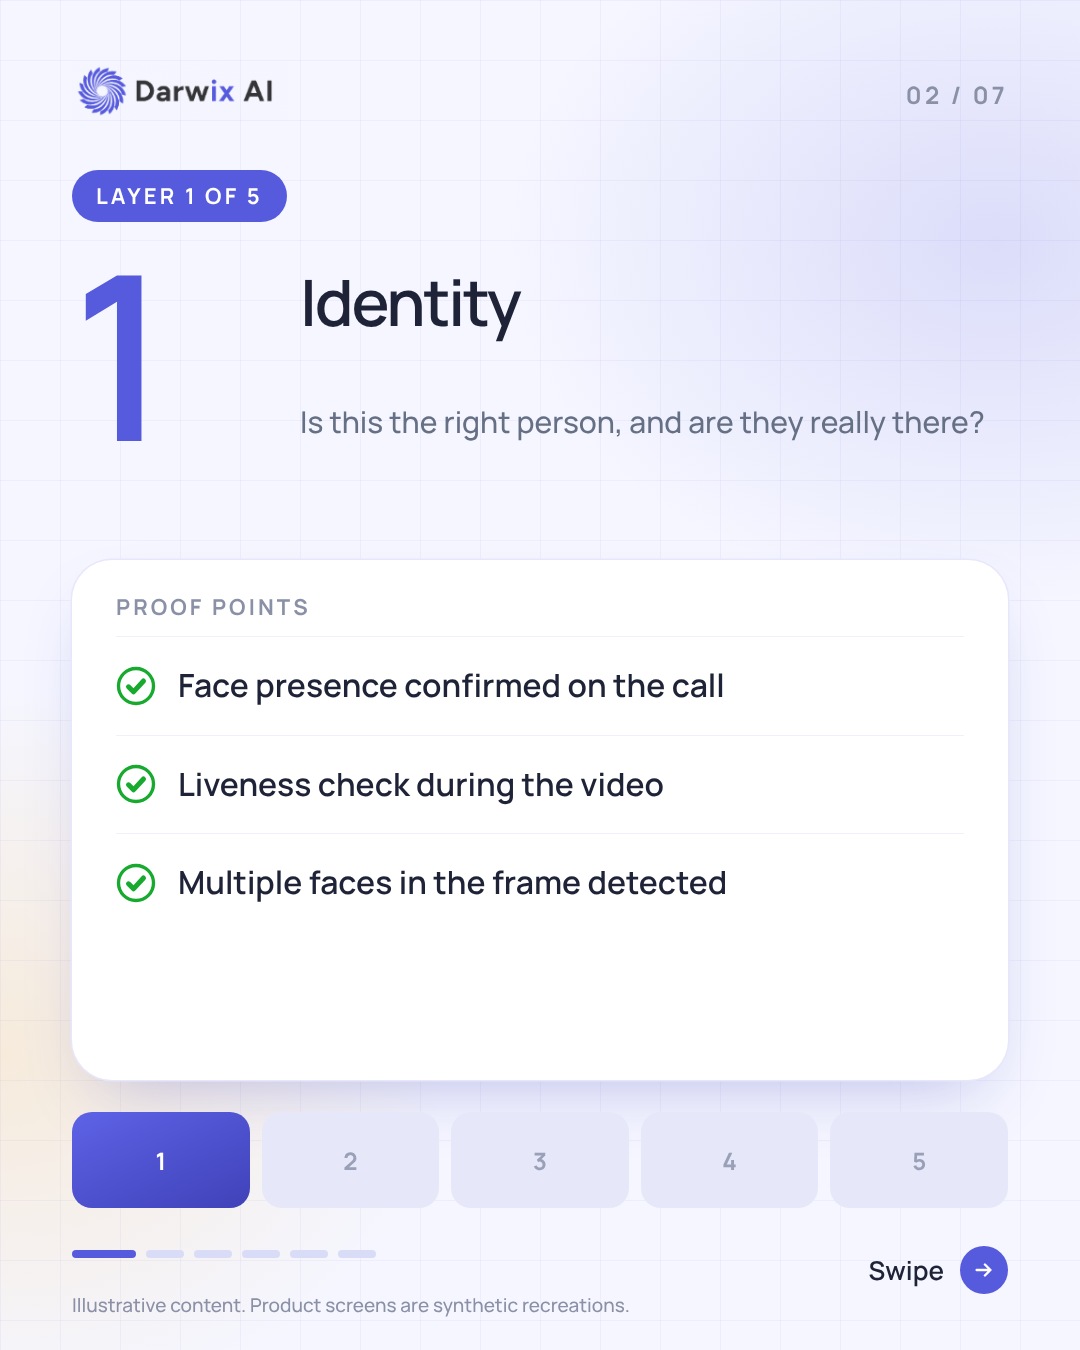 Darwix AI
02 / 07
LAYER 1 OF 5
1
Identity
Is this the right person, and are they really there?
PROOF POINTS
Face presence confirmed on the call
Liveness check during the video
Multiple faces in the frame detected
1 2 3 4 5
Swipe
Illustrative content. Product screens are synthetic recreations.